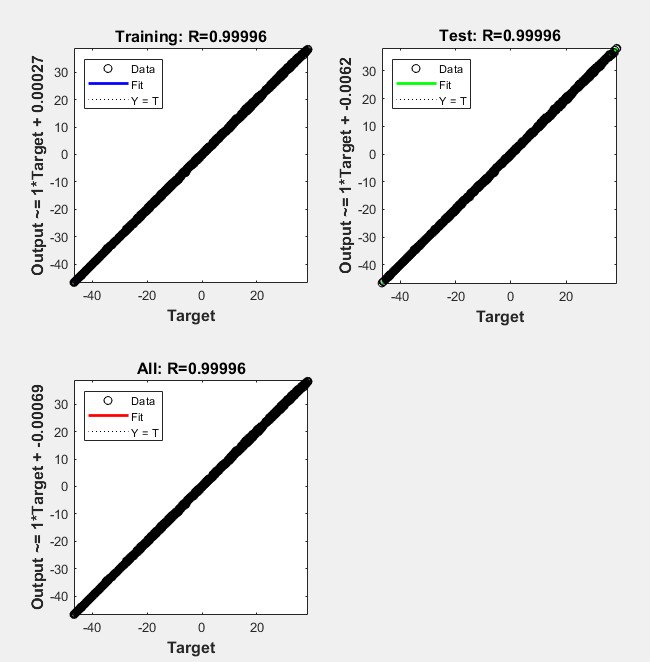 Training: R=0.99996
Output ~= 1*Target + 0.00027
Data
Fit
Y = T
30
20
10
0
-10
-20
-30
-40
-40 -20 0 20
Target
Test: R=0.99996
Output ~= 1*Target + -0.0062
Data
Fit
Y = T
30
20
10
0
-10
-20
-30
-40
-40 -20 0 20
Target
All: R=0.99996
Output ~= 1*Target + -0.00069
Data
Fit
Y = T
30
20
10
0
-10
-20
-30
-40
-40 -20 0 20
Target